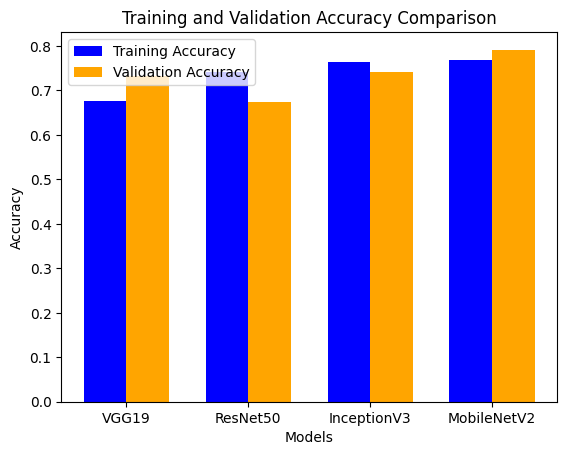 Training and Validation Accuracy Comparison
Training Accuracy
Validation Accuracy
Accuracy
0.8
0.7
0.6
0.5
0.4
0.3
0.2
0.1
0.0
VGG19 ResNet50 InceptionV3 MobileNetV2
Models